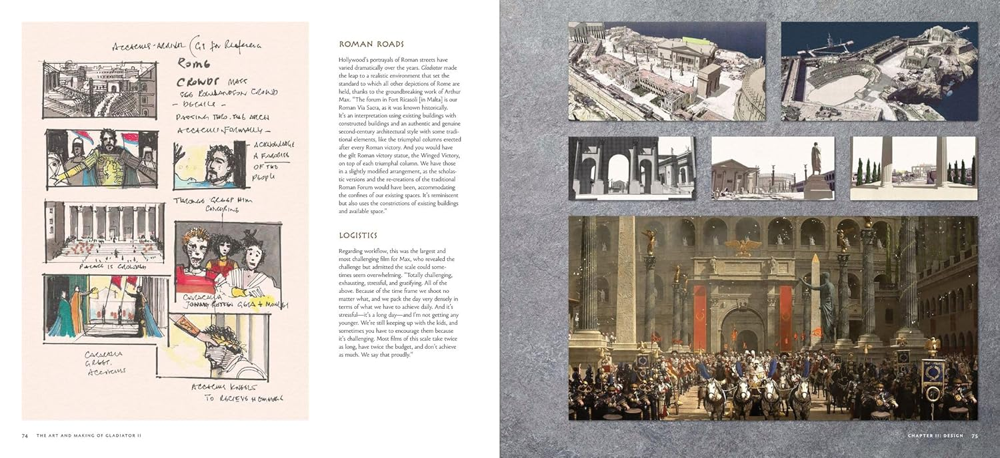 ACCACIUS - ARRIVAL (G1 for Reference
ROME
CROWDS MASS
SEE ROWLANDSON CROWD
- DETAILS -
PASSING THRO. THE ARCH
ACCACIUS FORMALLY -
ACKNOWLEDGE
A
OF THE
PEOPLE
THRONGS GREET HIM
PALACE IS CROWDED
CARACALLA
JOHNNY ROTTEN GETA + MONKEY
CARACALLA
GREET.
ACCACIUS
ACCACIUS KNEELS
TO RECIEVE HOMMAGE
74 THE ART AND MAKING OF GLADIATOR II
ROMAN ROADS
Hollywood's portrayals of Roman streets have
varied dramatically over the years. Gladiator made
the leap to a realistic environment that set the
standard to which all other depictions of Rome are
held, thanks to the groundbreaking work of Arthur
Max. “The forum in Fort Ricasoli [in Malta] is our
Roman Via Sacra, as it was known historically.
It's an interpretation using existing buildings with
constructed buildings and an authentic and genuine
second-century architectural style with some tradi-
tional elements, like the triumphal columns erected
after every Roman victory. And you would have
the gilt Roman victory statue, the Winged Victory,
on top of each triumphal column. We have those
in a slightly modified arrangement, as the scholas-
tic versions and the re-creations of the traditional
Roman Forum would have been, accommodating
the confines of our existing spaces. It's reminiscent
but also uses the constrictions of existing buildings
and available space.”
LOGISTICS
Regarding workflow, this was the largest and
most challenging film for Max, who revealed the
challenge but admitted the scale could some-
times seem overwhelming. “Totally challenging,
exhausting, stressful, and gratifying. All of the
above. Because of the time frame we shoot no
matter what, and we pack the day very densely in
terms of what we have to achieve daily. And it's
stressful—it's a long day—and I'm not getting any
younger. We're still keeping up with the kids, and
sometimes you have to encourage them because
it's challenging. Most films of this scale take twice
as long, have twice the budget, and don't achieve
as much. We say that proudly.”
CHAPTER II: DESIGN 75